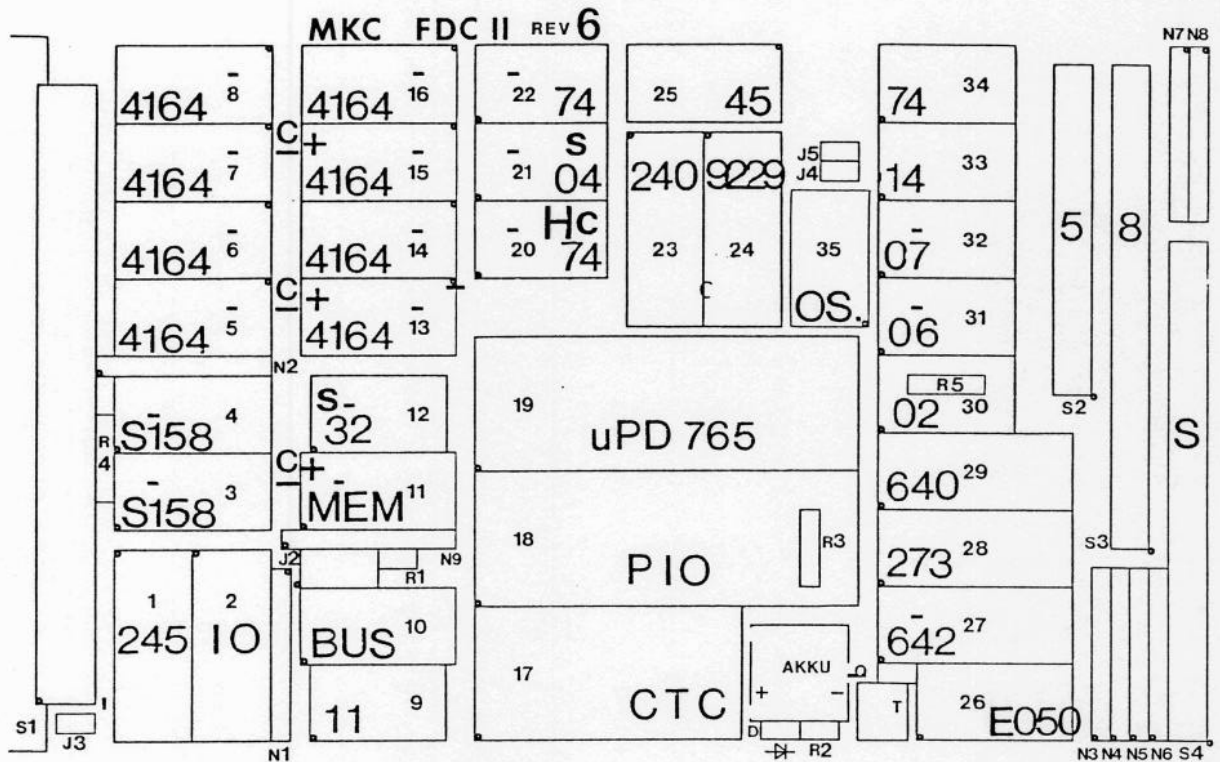 MKC FDC II REV 6
N7 N8
4164 - 8
4164 - 16
- 22 74
25 45
74 34
C
- +
4164 - 7
4164 - 15
- 21 S 04
240 23
9229 24
J5
J4
14 33
4164 - 6
4164 - 14
- 20 HC 74
35 OS.
07 - 32
5
8
C
- +
4164 - 5
4164 - 13
06 - 31
N2
R5
02 30
S2
S
R4
S158 - 4
S - 32 12
19 uPD 765
640 29
C
- +
S158 - 3
MEM - 11
18 PIO R3
273 28
S3
J2 R1 N9
1 245
2 IO
BUS 10
642 - 27
17 CTC
AKKU
+ - b
11 9
T
26 E050
S1 J3 1
N1
D R2
N3 N4 N5 N6 S4